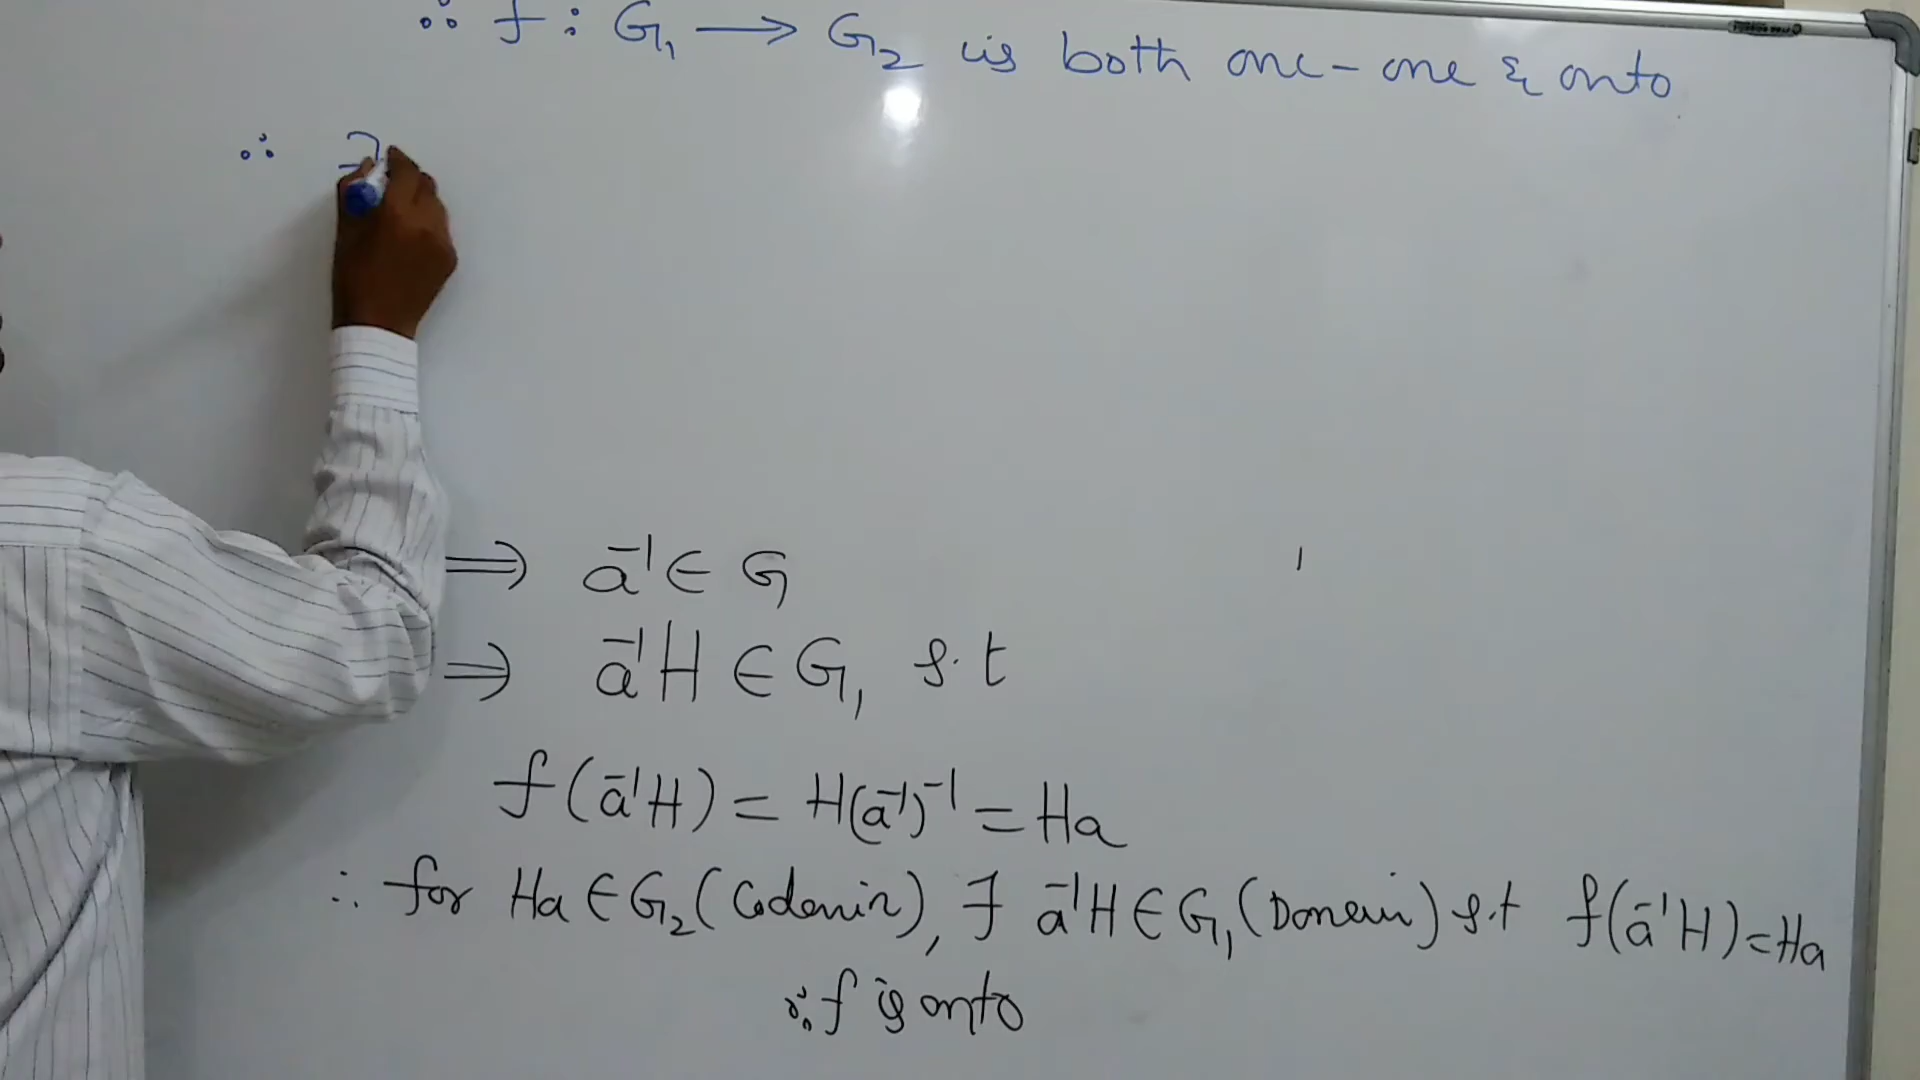 ∴ f : G₁ → G₂ is both one-one & onto
∴ ∃
⇒ a⁻¹ ∈ G
⇒ a⁻¹H ∈ G₁ s.t
f(a⁻¹H) = H(a⁻¹)⁻¹ = Ha
∴ for Ha ∈ G₂ (Codomain), ∃ a⁻¹H ∈ G₁ (Domain) s.t f(a⁻¹H) = Ha
∴ f is onto